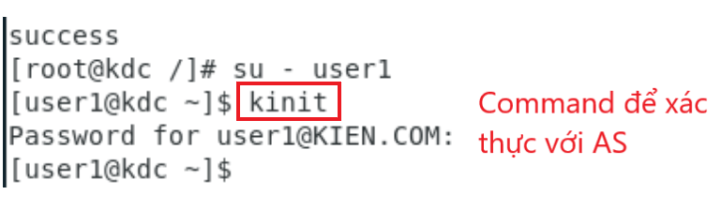 success
[root@kdc /]# su - user1
[user1@kdc ~]$ kinit
Password for user1@KIEN.COM:
[user1@kdc ~]$
Command để xác
thực với AS